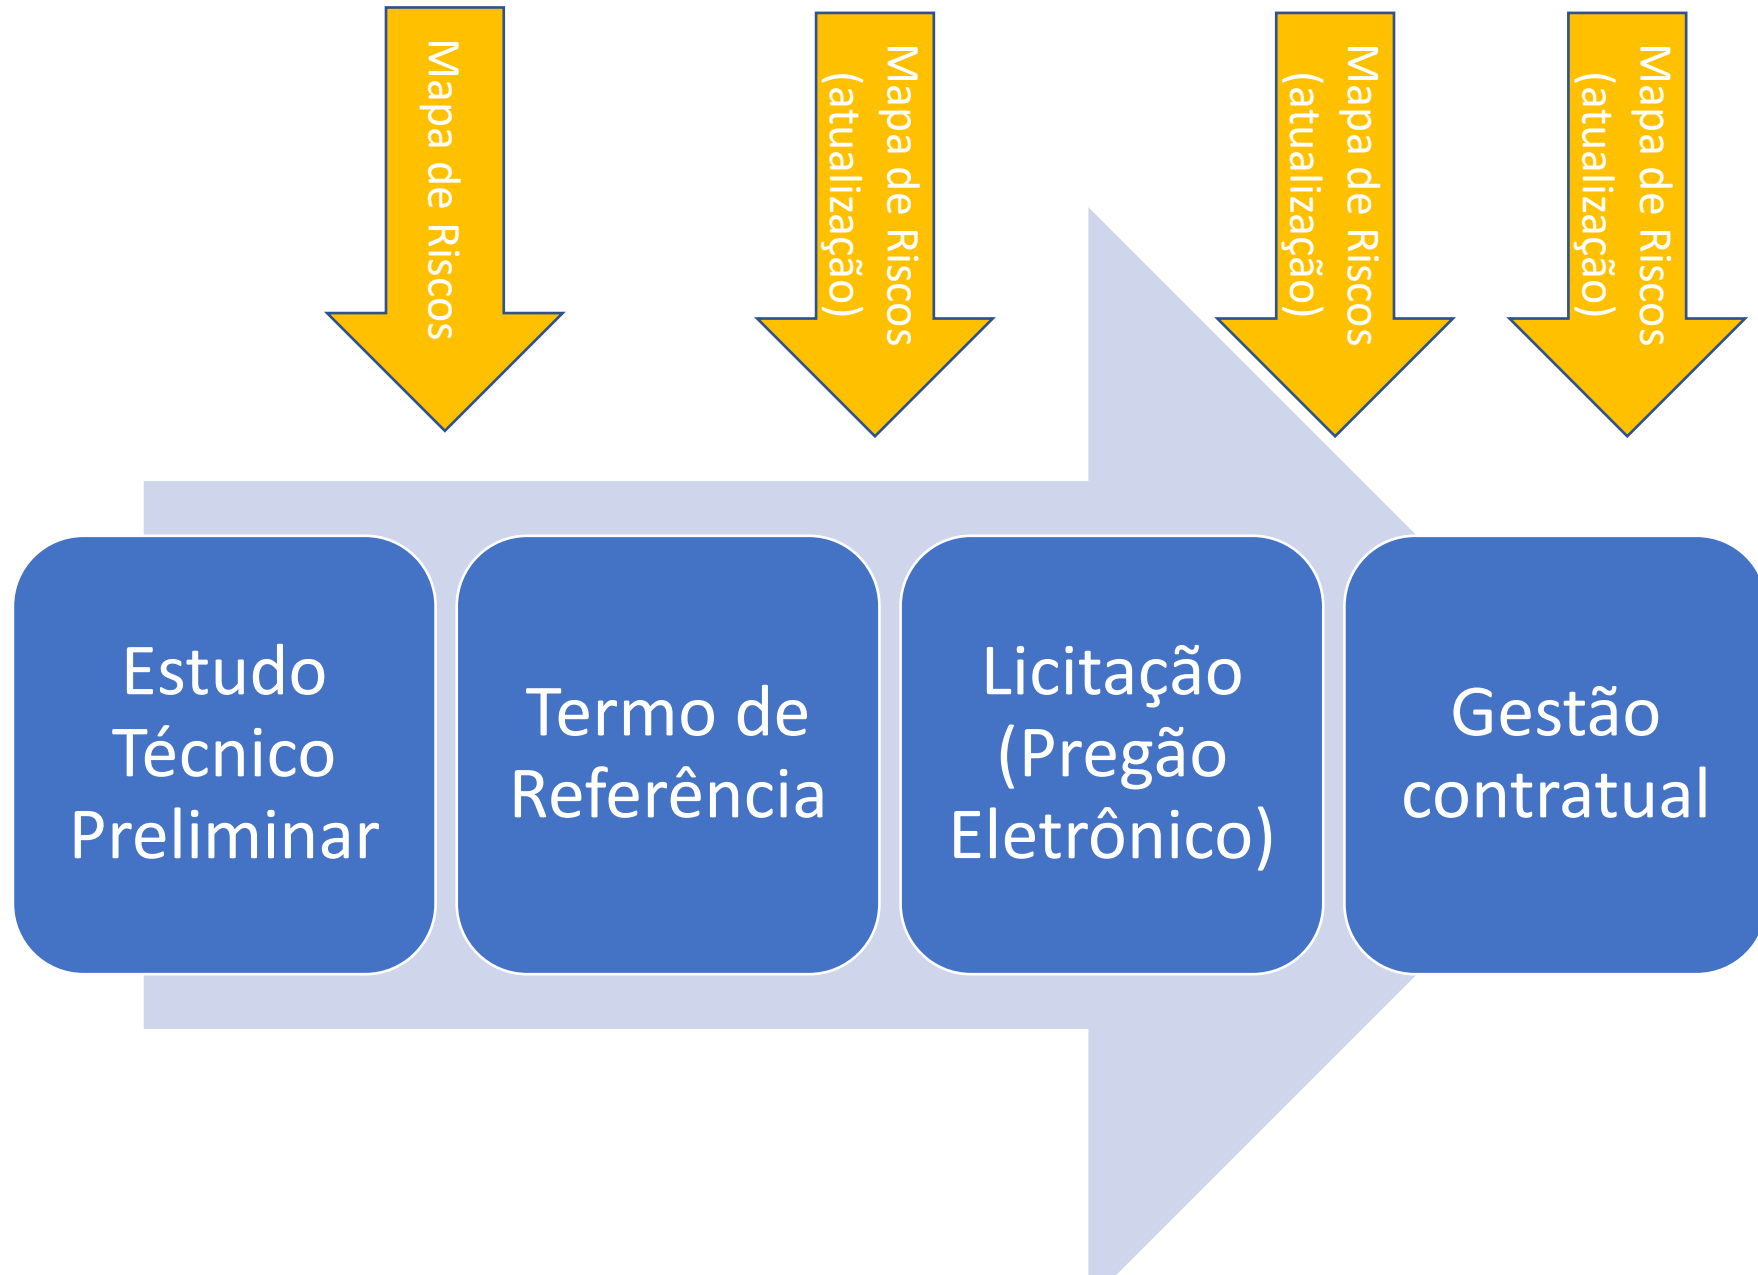 Mapa de Riscos
Mapa de Riscos
(atualização)
Mapa de Riscos
(atualização)
Mapa de Riscos
(atualização)
Estudo
Técnico
Preliminar
Termo de
Referência
Licitação
(Pregão
Eletrônico)
Gestão
contratual